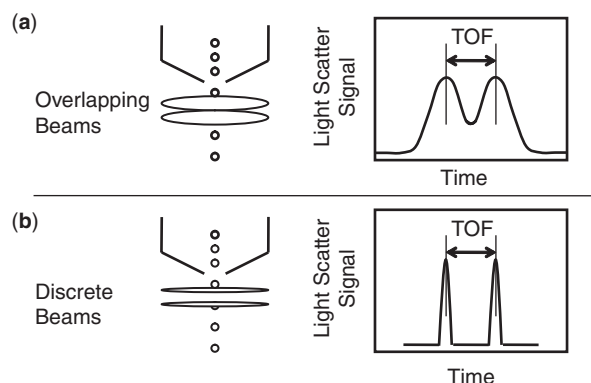 (a)
Overlapping
Beams
Light Scatter
Signal
TOF
Time
(b)
Discrete
Beams
Light Scatter
Signal
TOF
Time